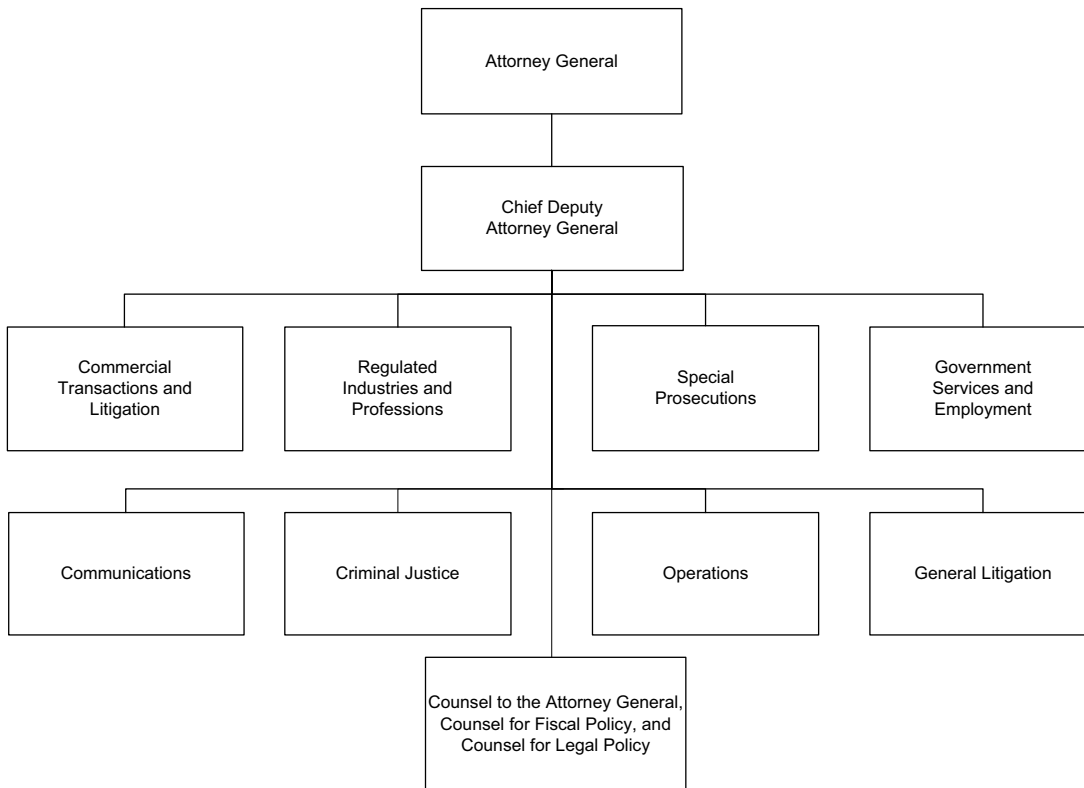 Attorney General
Chief Deputy
Attorney General
Commercial
Transactions and
Litigation
Regulated
Industries and
Professions
Special
Prosecutions
Government
Services and
Employment
Communications
Criminal Justice
Operations
General Litigation
Counsel to the Attorney General,
Counsel for Fiscal Policy, and
Counsel for Legal Policy